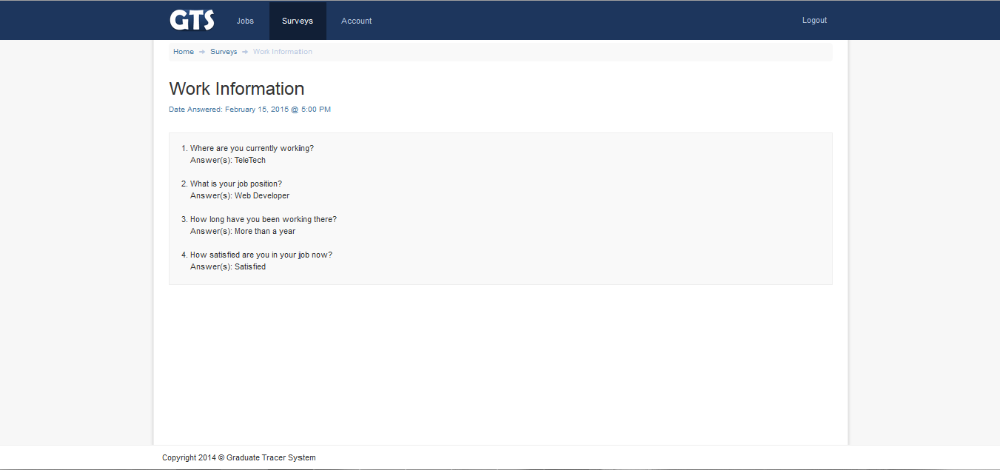 GTS Jobs Surveys Account Logout
Home Surveys Work Information
Work Information
Date Answered: February 15, 2015 @ 5:00 PM
1. Where are you currently working?
Answer(s): TeleTech
2. What is your job position?
Answer(s): Web Developer
3. How long have you been working there?
Answer(s): More than a year
4. How satisfied are you in your job now?
Answer(s): Satisfied
Copyright 2014 © Graduate Tracer System